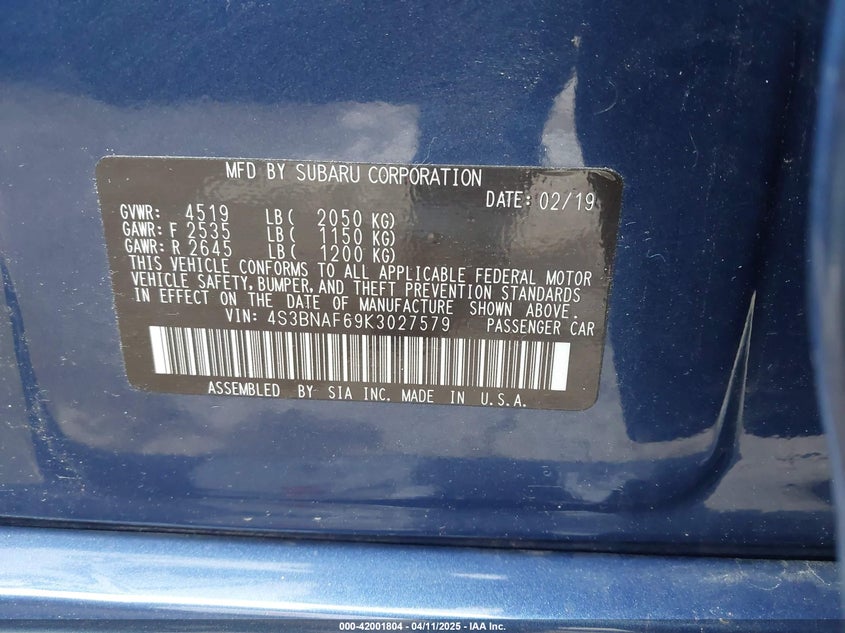 MFD BY SUBARU CORPORATION
DATE: 02/19
GVWR: 4519 LB( 2050 KG)
GAWR: F 2535 LB( 1150 KG)
GAWR: R 2645 LB( 1200 KG)
THIS VEHICLE CONFORMS TO ALL APPLICABLE FEDERAL MOTOR
VEHICLE SAFETY, BUMPER, AND THEFT PREVENTION STANDARDS
IN EFFECT ON THE DATE OF MANUFACTURE SHOWN ABOVE.
VIN: 4S3BNAF69K3027579 PASSENGER CAR
ASSEMBLED BY SIA INC. MADE IN U.S.A.
000-42001804 - 04/11/2025 - IAA Inc.